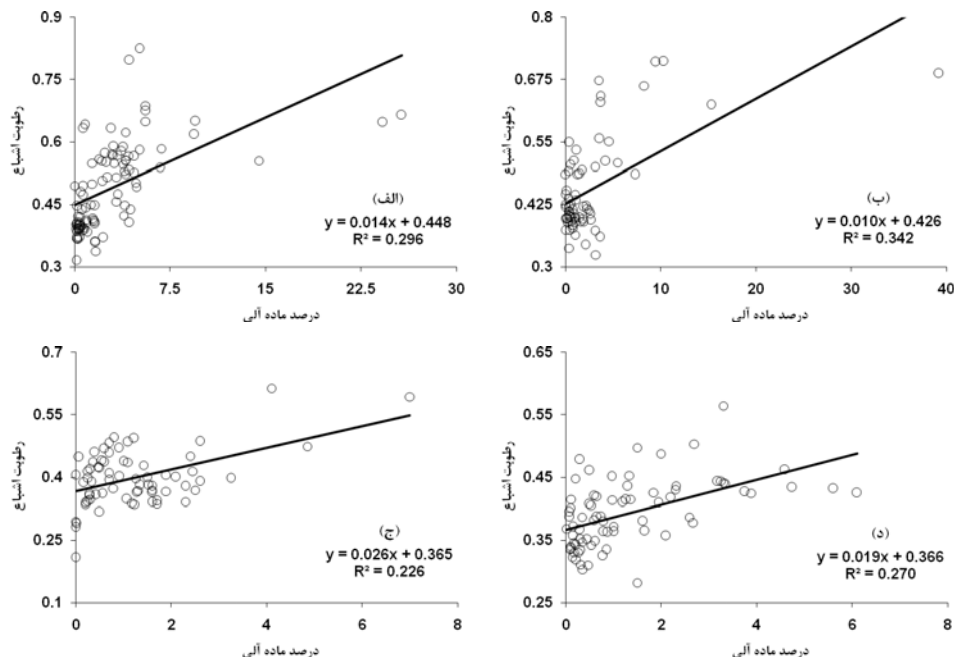 0.9
0.75
0.6
0.45
0.3
رطوبت اشباع
(الف)
y = 0.014x + 0.448
R² = 0.296
0
7.5
15
22.5
30
درصد ماده آلی
0.8
0.675
0.55
0.425
0.3
رطوبت اشباع
(ب)
y = 0.010x + 0.426
R² = 0.342
0
10
20
30
40
درصد ماده آلی
0.7
0.55
0.4
0.25
0.1
رطوبت اشباع
(ج)
y = 0.026x + 0.365
R² = 0.226
0
2
4
6
8
درصد ماده آلی
0.65
0.55
0.45
0.35
0.25
رطوبت اشباع
(د)
y = 0.019x + 0.366
R² = 0.270
0
2
4
6
8
درصد ماده آلی